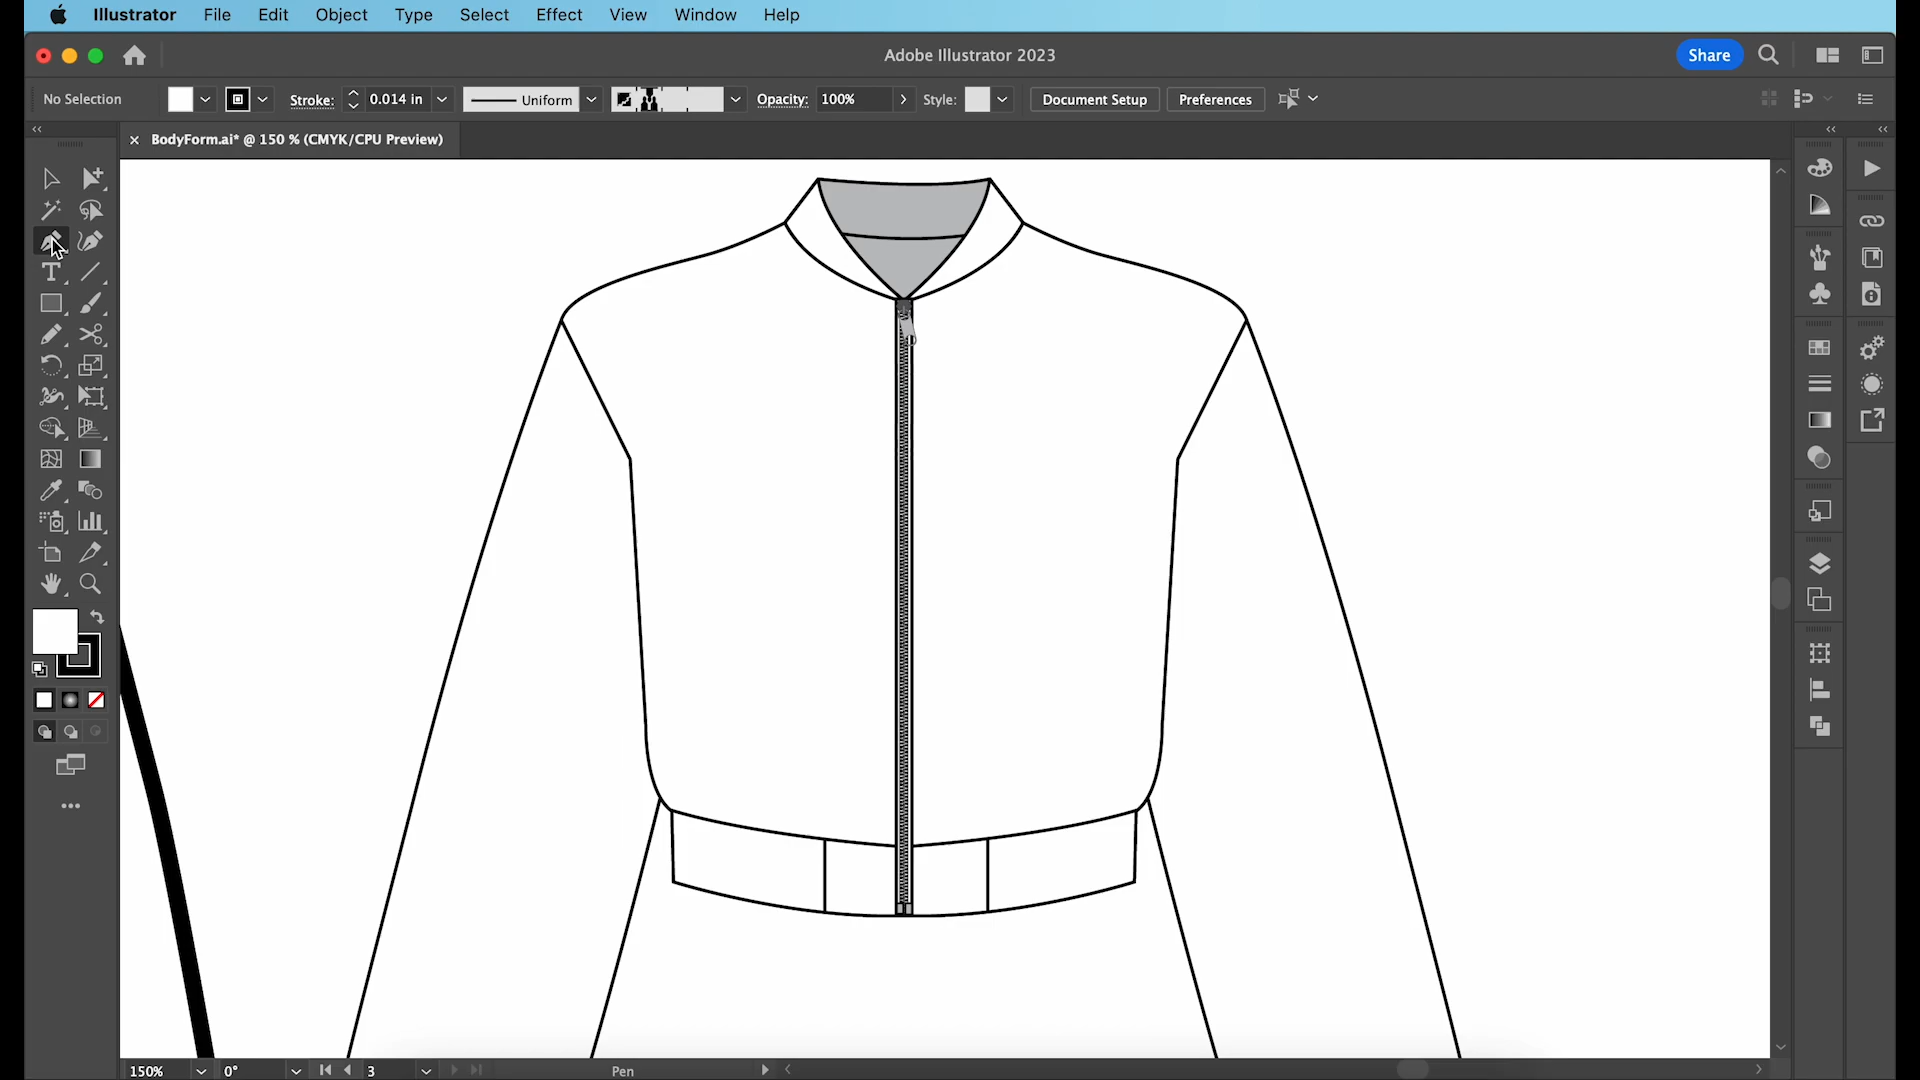 Illustrator File Edit Object Type Select Effect View Window Help
Adobe Illustrator 2023
Share
No Selection Stroke: 0.014 in Uniform Opacity: 100% Style: Document Setup Preferences
BodyForm.ai* @ 150 % (CMYK/CPU Preview)
150% 0° 3 Pen